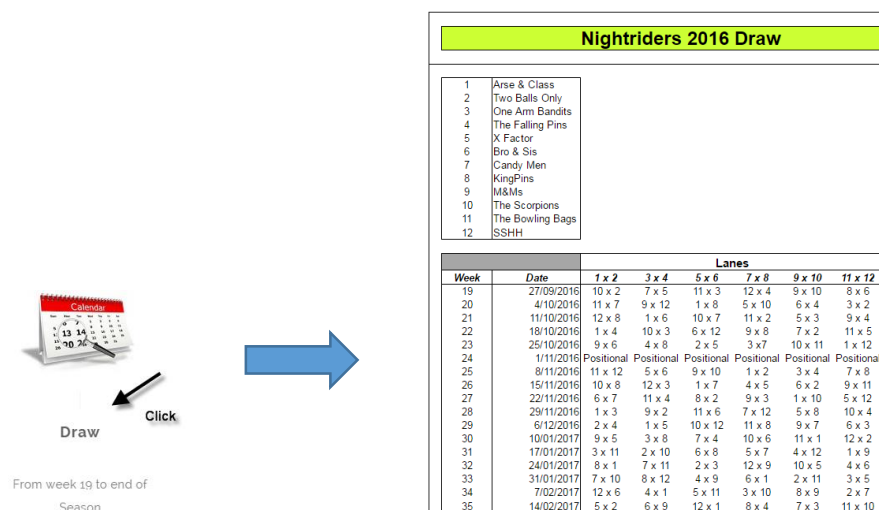 Nightriders 2016 Draw
1 Arse & Class
2 Two Balls Only
3 One Arm Bandits
4 The Falling Pins
5 X Factor
6 Bro & Sis
7 Candy Men
8 KingPins
9 M&Ms
10 The Scorpions
11 The Bowling Bags
12 SSHH
Lanes
Week Date 1 x 2 3 x 4 5 x 6 7 x 8 9 x 10 11 x 12
19 27/09/2016 10 x 2 7 x 5 11 x 3 12 x 4 9 x 10 8 x 6
20 4/10/2016 11 x 7 9 x 12 1 x 8 5 x 10 6 x 4 3 x 2
21 11/10/2016 12 x 8 1 x 6 10 x 7 11 x 2 5 x 3 9 x 4
22 18/10/2016 1 x 4 10 x 3 6 x 12 9 x 8 7 x 2 11 x 5
23 25/10/2016 9 x 6 4 x 8 2 x 5 3 x7 10 x 11 1 x 12
24 1/11/2016 Positional Positional Positional Positional Positional Positional
25 8/11/2016 11 x 12 5 x 6 9 x 10 1 x 2 3 x 4 7 x 8
26 15/11/2016 10 x 8 12 x 3 1 x 7 4 x 5 6 x 2 9 x 11
27 22/11/2016 6 x 7 11 x 4 8 x 2 9 x 3 1 x 10 5 x 12
28 29/11/2016 1 x 3 9 x 2 11 x 6 7 x 12 5 x 8 10 x 4
29 6/12/2016 2 x 4 1 x 5 10 x 12 11 x 8 9 x 7 6 x 3
30 10/01/2017 9 x 5 3 x 8 7 x 4 10 x 6 11 x 1 12 x 2
31 17/01/2017 3 x 11 2 x 10 6 x 8 5 x 7 4 x 12 1 x 9
32 24/01/2017 8 x 1 7 x 11 2 x 3 12 x 9 10 x 5 4 x 6
33 31/01/2017 7 x 10 8 x 12 4 x 9 6 x 1 2 x 11 3 x 5
34 7/02/2017 12 x 6 4 x 1 5 x 11 3 x 10 8 x 9 2 x 7
35 14/02/2017 5 x 2 6 x 9 12 x 1 8 x 4 7 x 3 11 x 10
Calendar
13 14
20
Click
Draw
From week 19 to end of
Season